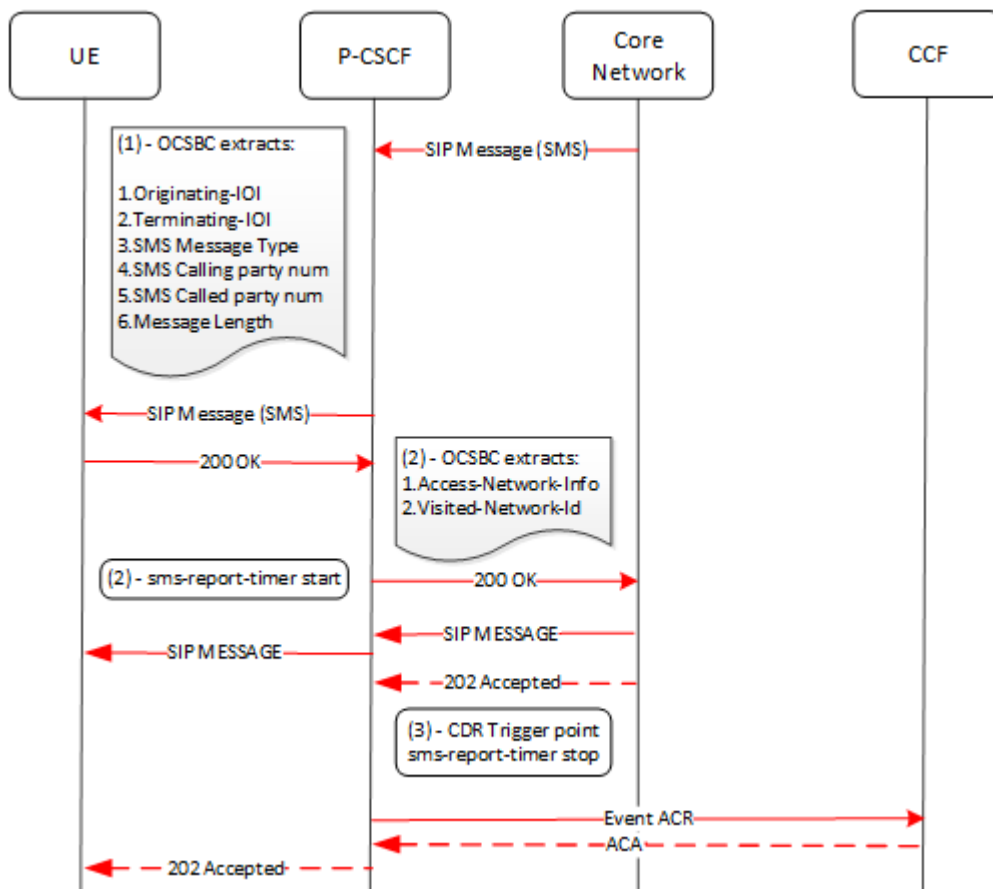 UE
P-CSCF
Core
Network
CCF
(1) - OCSBC extracts:
1.Originating-IOI
2.Terminating-IOI
3.SMS Message Type
4.SMS Calling party num
5.SMS Called party num
6.Message Length
SIP Message (SMS)
SIP Message (SMS)
200 OK
(2) - OCSBC extracts:
1.Access-Network-Info
2.Visited-Network-Id
(2) - sms-report-timer start
200 OK
SIP MESSAGE
SIP MESSAGE
202 Accepted
(3) - CDR Trigger point
sms-report-timer stop
Event ACR
ACA
202 Accepted